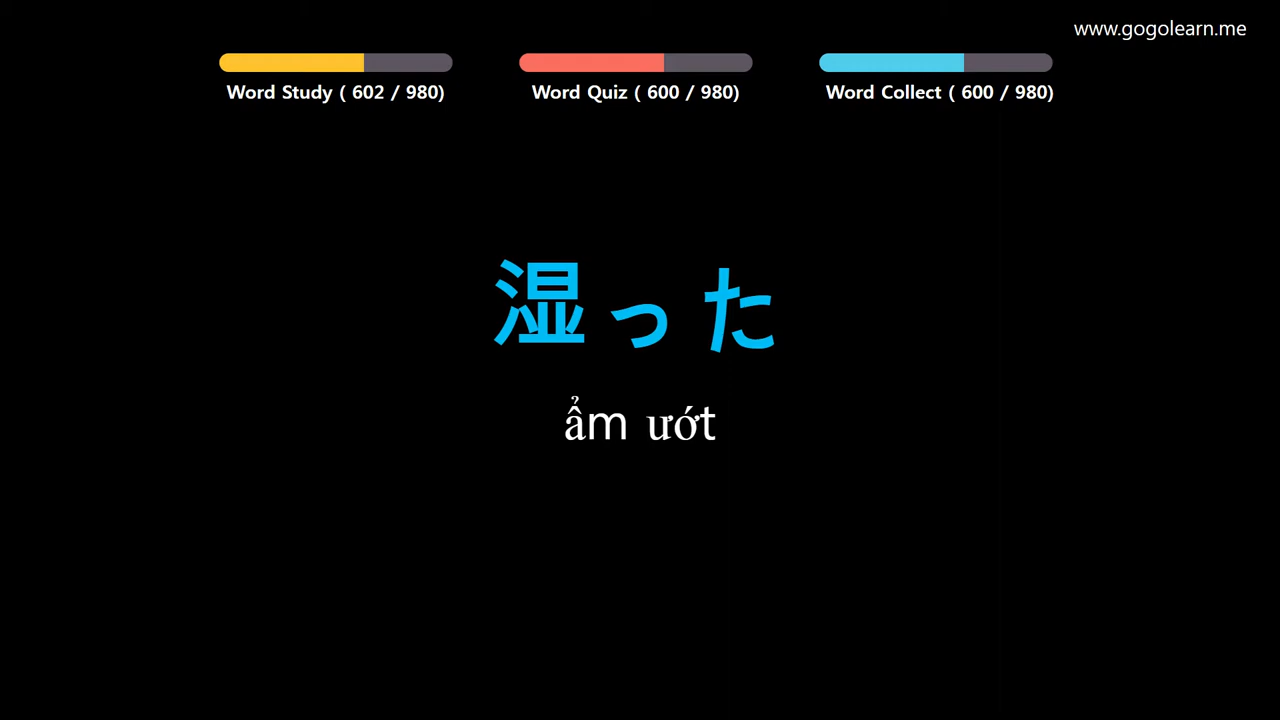 www.gogolearn.me
Word Study ( 602 / 980)
Word Quiz ( 600 / 980)
Word Collect ( 600 / 980)
湿った
ẩm ướt